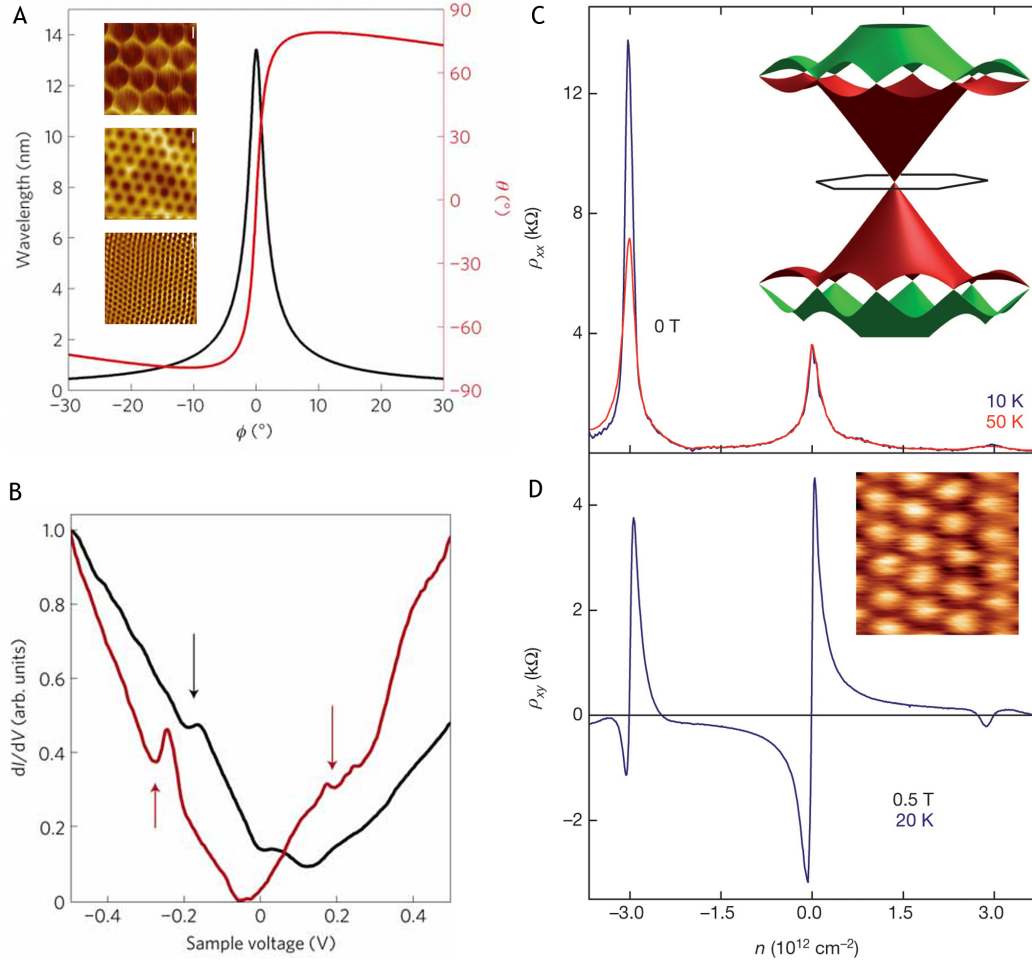 A
Wavelength (nm)
14
12
10
8
6
4
2
0
90
60
30
0
−30
−60
−90
θ (°)
−30
−20
−10
0
10
20
30
ϕ (°)
B
dI/dV (arb. units)
1.0
0.8
0.6
0.4
0.2
0
−0.4
−0.2
0
0.2
0.4
Sample voltage (V)
C
ρxx (kΩ)
12
8
4
0 T
10 K
50 K
D
ρxy (kΩ)
4
2
0
−2
0.5 T
20 K
−3.0
−1.5
0.0
1.5
3.0
n (10¹² cm⁻²)